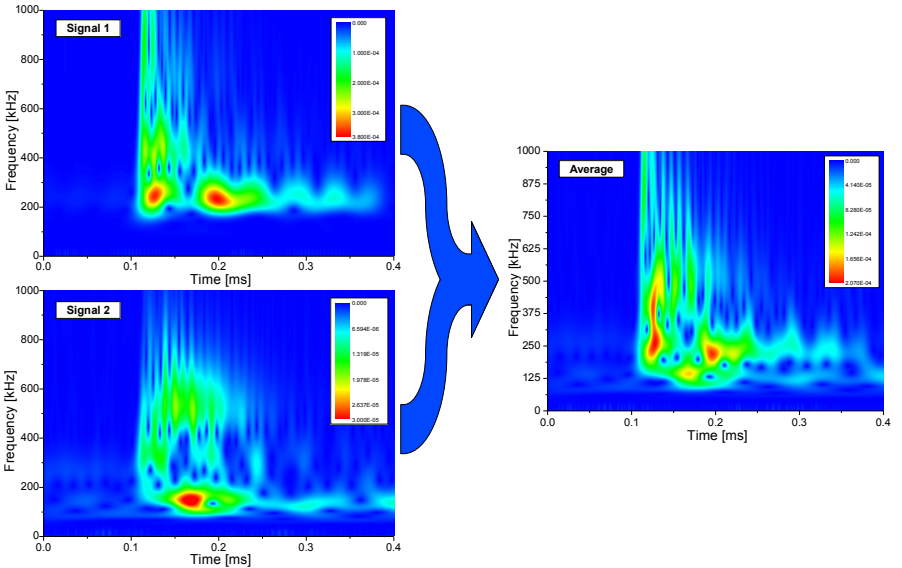 Signal 1
Frequency [kHz]
1000
800
600
400
200
0
0.000
1.000E-04
2.000E-04
3.000E-04
3.800E-04
0.0
0.1
0.2
0.3
0.4
Time [ms]
Signal 2
Frequency [kHz]
1000
800
600
400
200
0
0.000
6.594E-06
1.319E-05
1.978E-05
2.637E-05
3.000E-05
0.0
0.1
0.2
0.3
0.4
Time [ms]
Average
Frequency [kHz]
1000
875
750
625
500
375
250
125
0
0.000
4.140E-05
8.280E-05
1.242E-04
1.656E-04
2.070E-04
0.0
0.1
0.2
0.3
0.4
Time [ms]